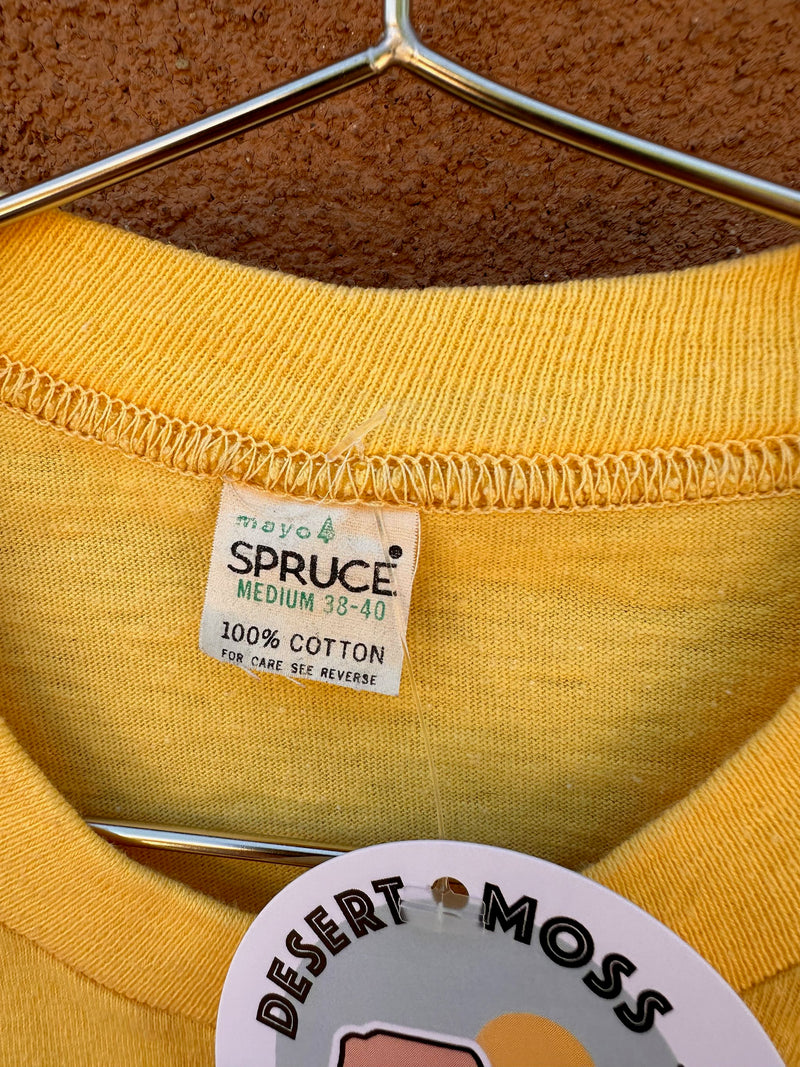 mayo
SPRUCE
MEDIUM 38-40
100% COTTON
FOR CARE SEE REVERSE
DESERT MOSS